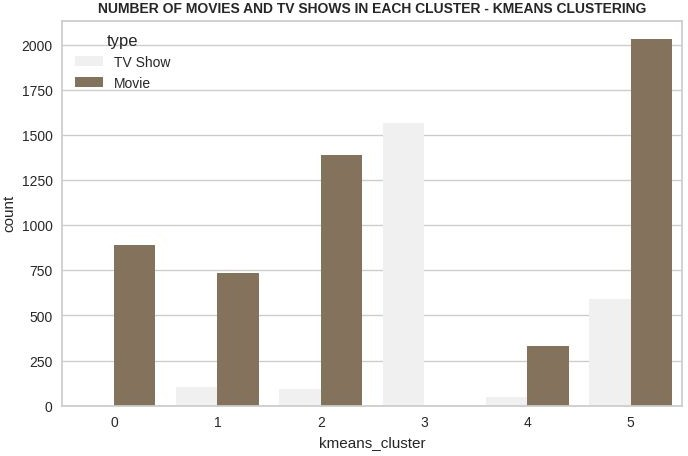 NUMBER OF MOVIES AND TV SHOWS IN EACH CLUSTER - KMEANS CLUSTERING
type
TV Show
Movie
2000
1750
1500
1250
1000
750
500
250
0
count
0 1 2 3 4 5
kmeans_cluster